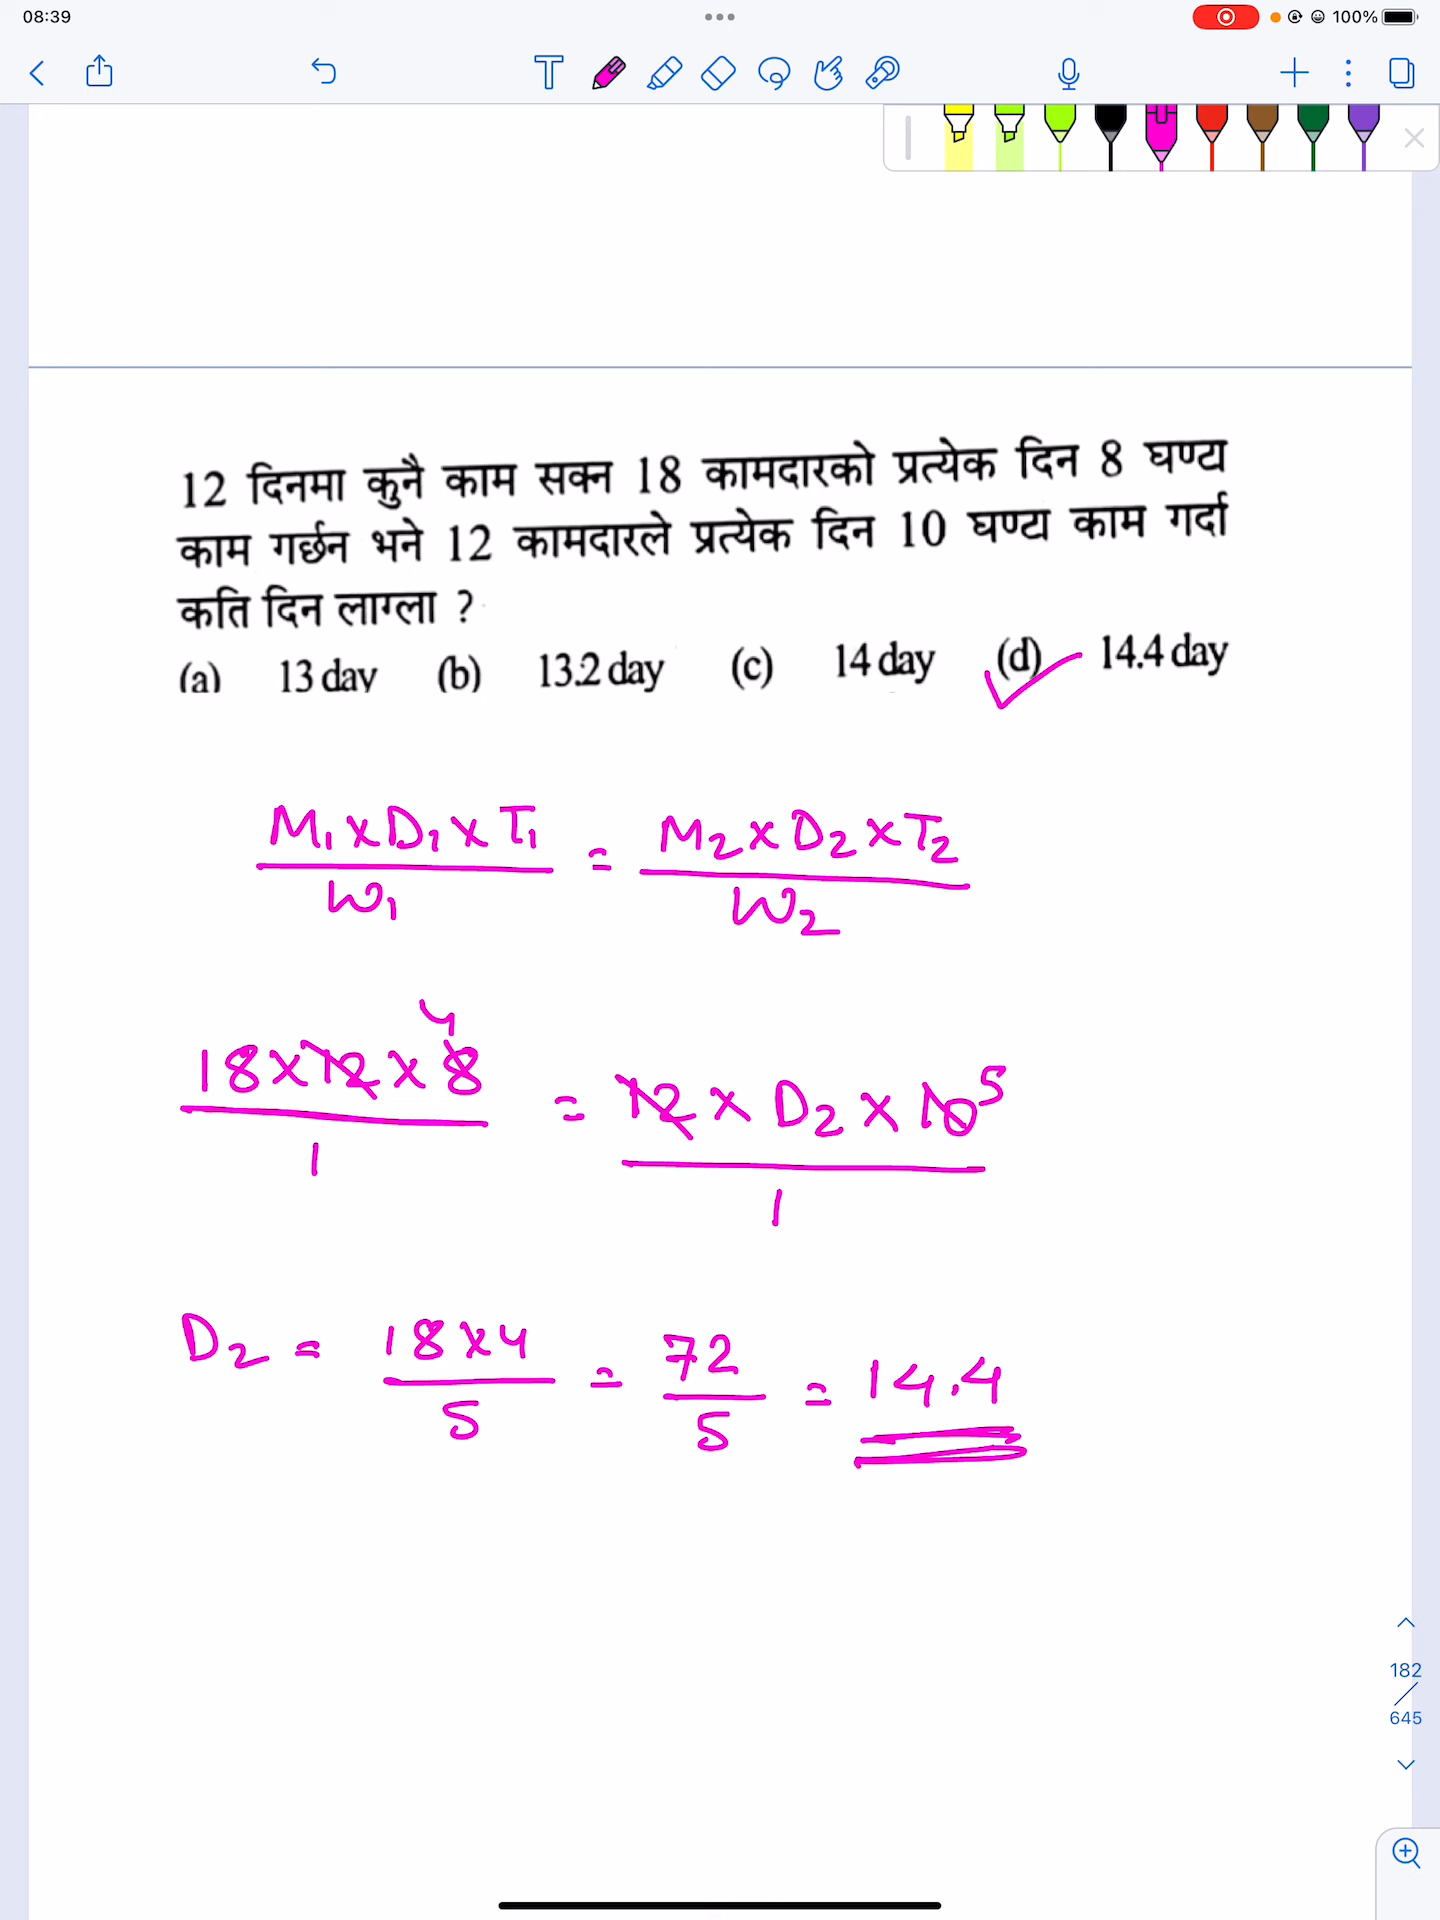 08:39
100%
12 दिनमा कुनै काम सक्न 18 कामदारको प्रत्येक दिन 8 घण्टा
काम गर्छन भने 12 कामदारले प्रत्येक दिन 10 घण्टा काम गर्दा
कति दिन लाग्ला ?
(a) 13 day (b) 13.2 day (c) 14 day (d) 14.4 day
M₁ x D₁ x T₁ = M₂ x D₂ x T₂
W₁ W₂
4
18 x 12 x 8 = 12 x D₂ x 10 5
1 1
D₂ = 18 x 4 = 72 = 14.4
5 5
182
/
645